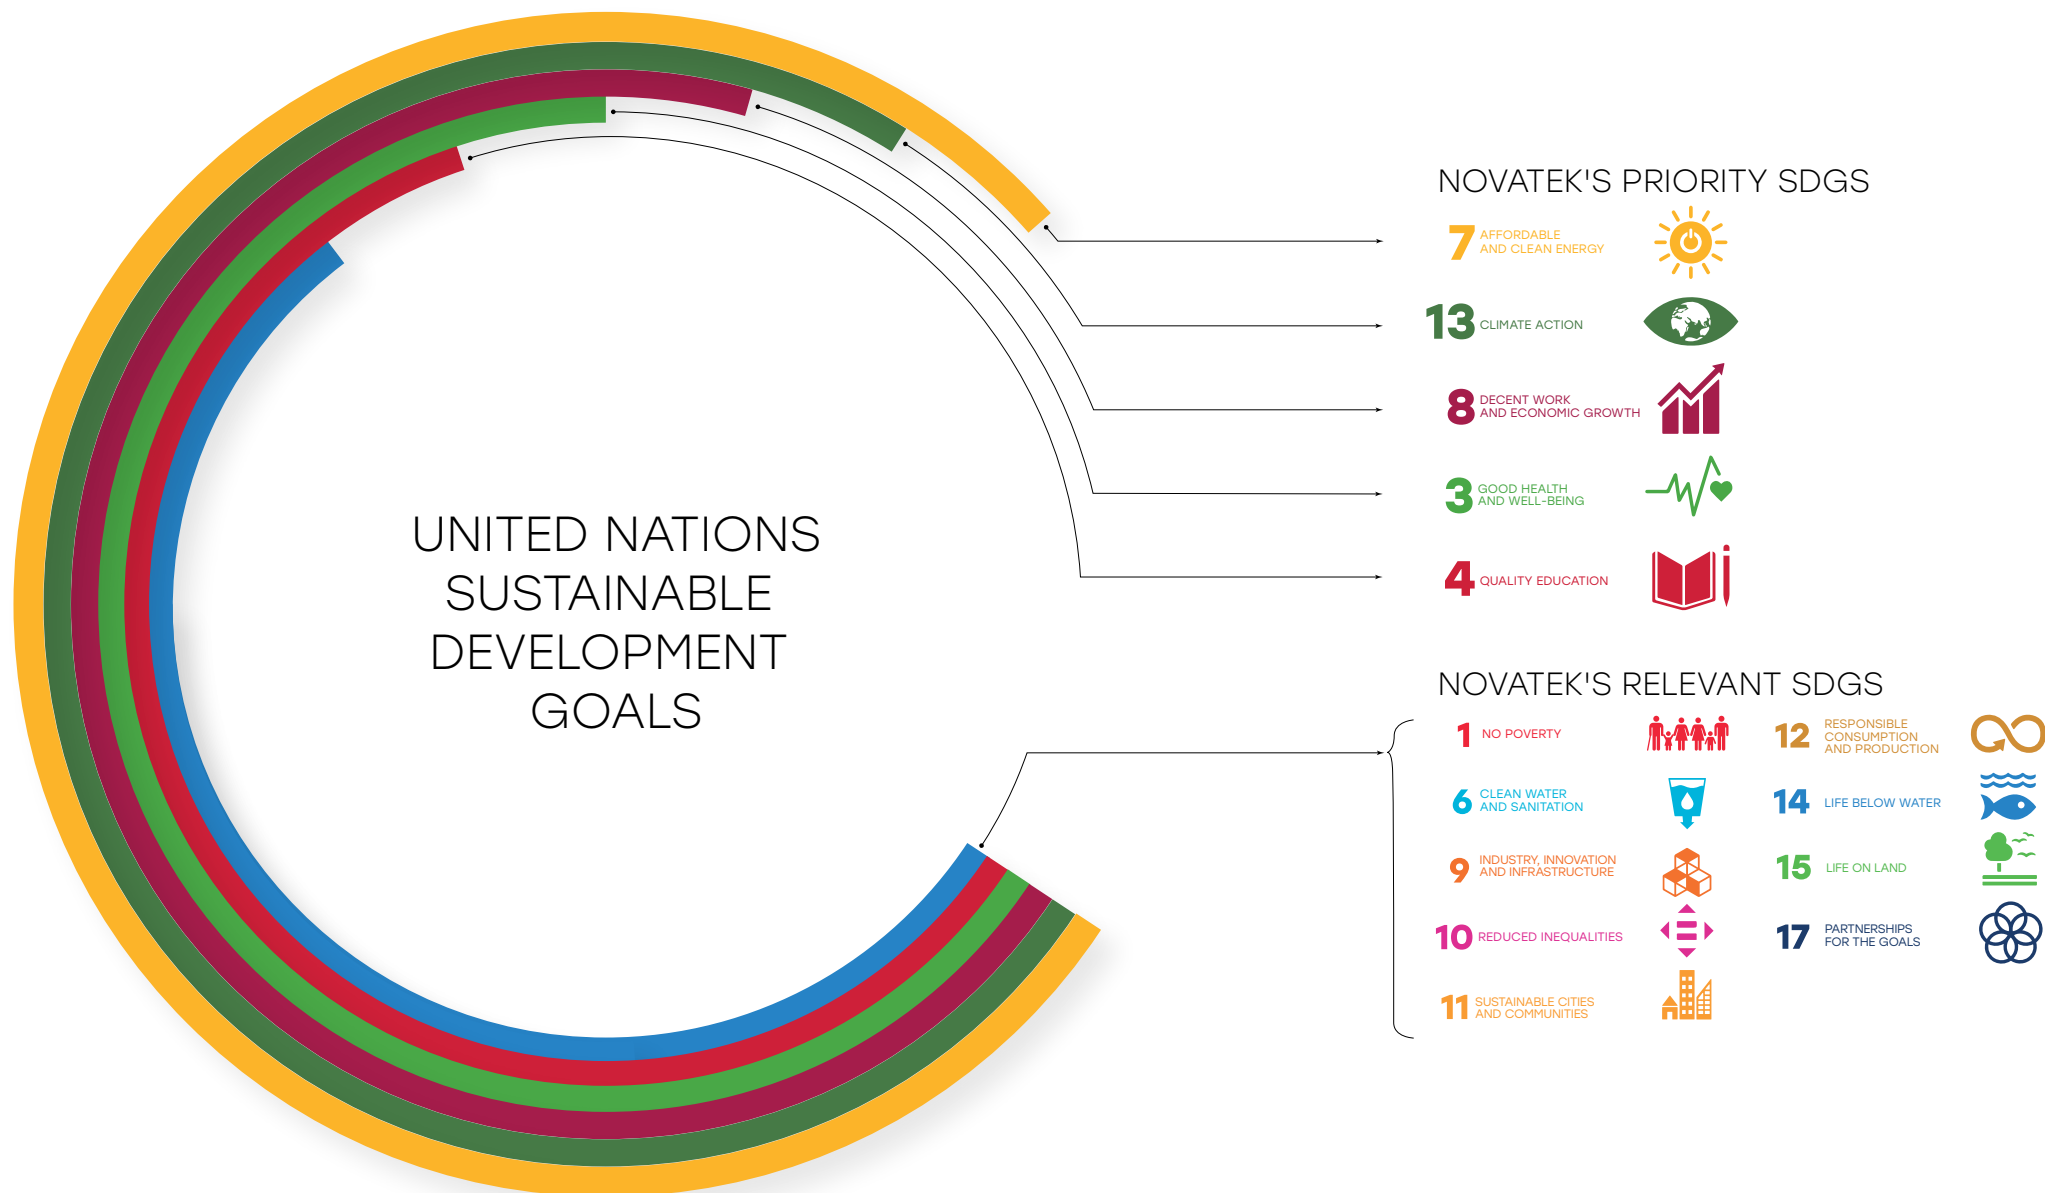 UNITED NATIONS
SUSTAINABLE
DEVELOPMENT
GOALS
NOVATEK'S PRIORITY SDGS
7 AFFORDABLE
AND CLEAN ENERGY
13 CLIMATE ACTION
8 DECENT WORK
AND ECONOMIC GROWTH
3 GOOD HEALTH
AND WELL-BEING
4 QUALITY EDUCATION
NOVATEK'S RELEVANT SDGS
1 NO POVERTY
6 CLEAN WATER
AND SANITATION
9 INDUSTRY, INNOVATION
AND INFRASTRUCTURE
10 REDUCED INEQUALITIES
11 SUSTAINABLE CITIES
AND COMMUNITIES
12 RESPONSIBLE
CONSUMPTION
AND PRODUCTION
14 LIFE BELOW WATER
15 LIFE ON LAND
17 PARTNERSHIPS
FOR THE GOALS